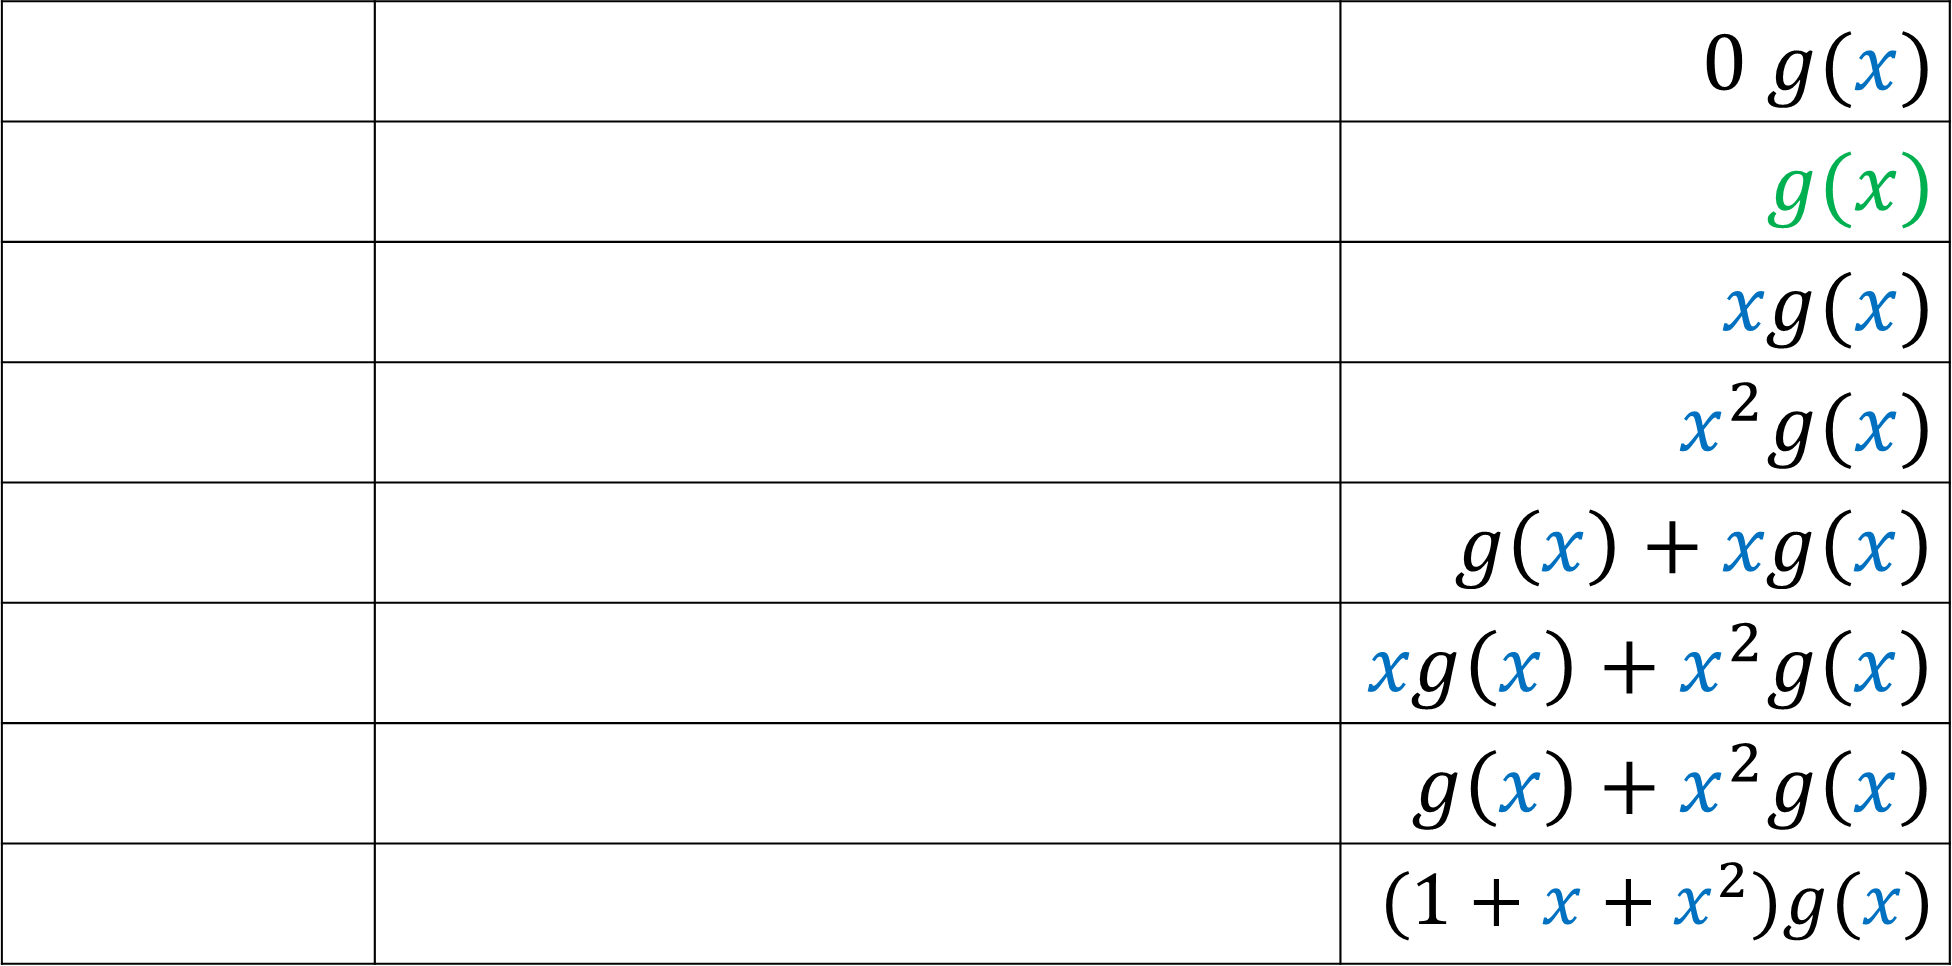 0 g(x)
g(x)
xg(x)
x²g(x)
g(x) + xg(x)
xg(x) + x²g(x)
g(x) + x²g(x)
(1 + x + x²)g(x)